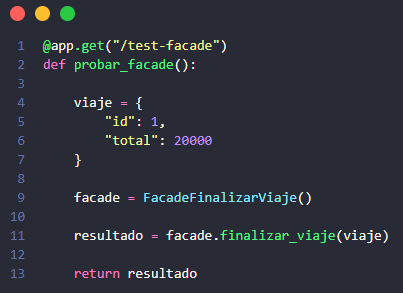 1 @app.get("/test-facade")
2 def probar_facade():
3
4     viaje = {
5         "id": 1,
6         "total": 20000
7     }
8
9     facade = FacadeFinalizarViaje()
10
11     resultado = facade.finalizar_viaje(viaje)
12
13     return resultado